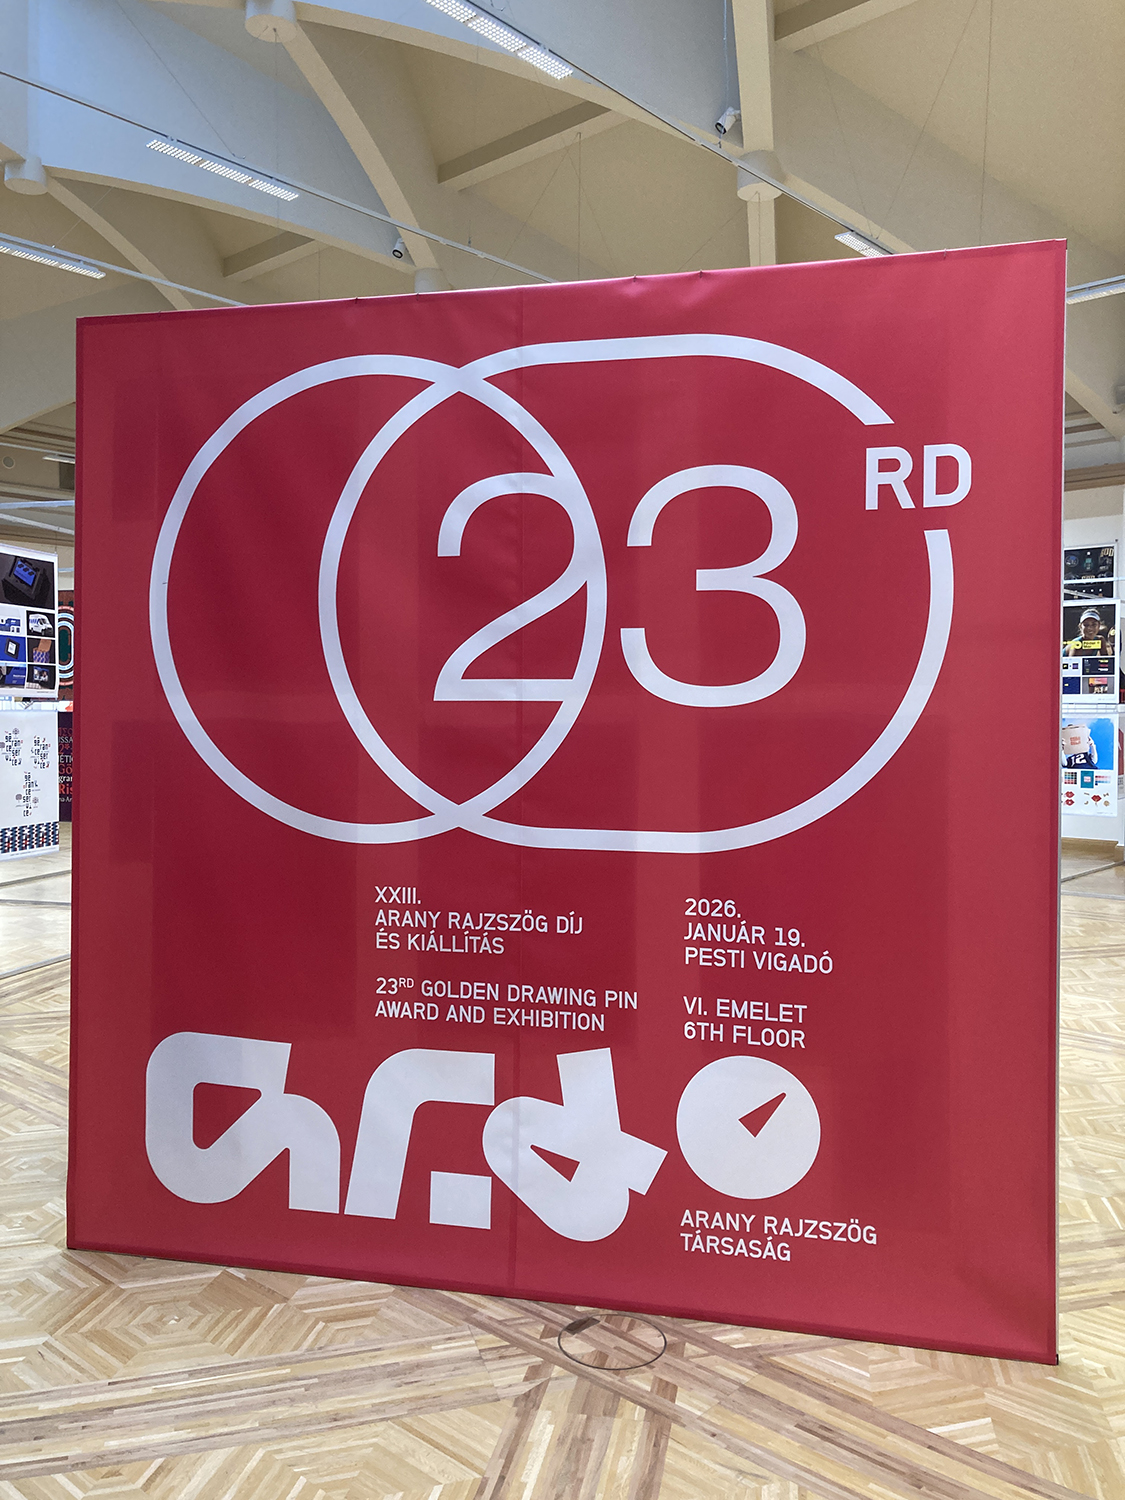 23
RD
XXIII.
ARANY RAJZSZÖG DÍJ
ÉS KIÁLLÍTÁS
23RD GOLDEN DRAWING PIN
AWARD AND EXHIBITION
2026.
JANUÁR 19.
PESTI VIGADÓ
VI. EMELET
6TH FLOOR
ARANY RAJZSZÖG
TÁRSASÁG